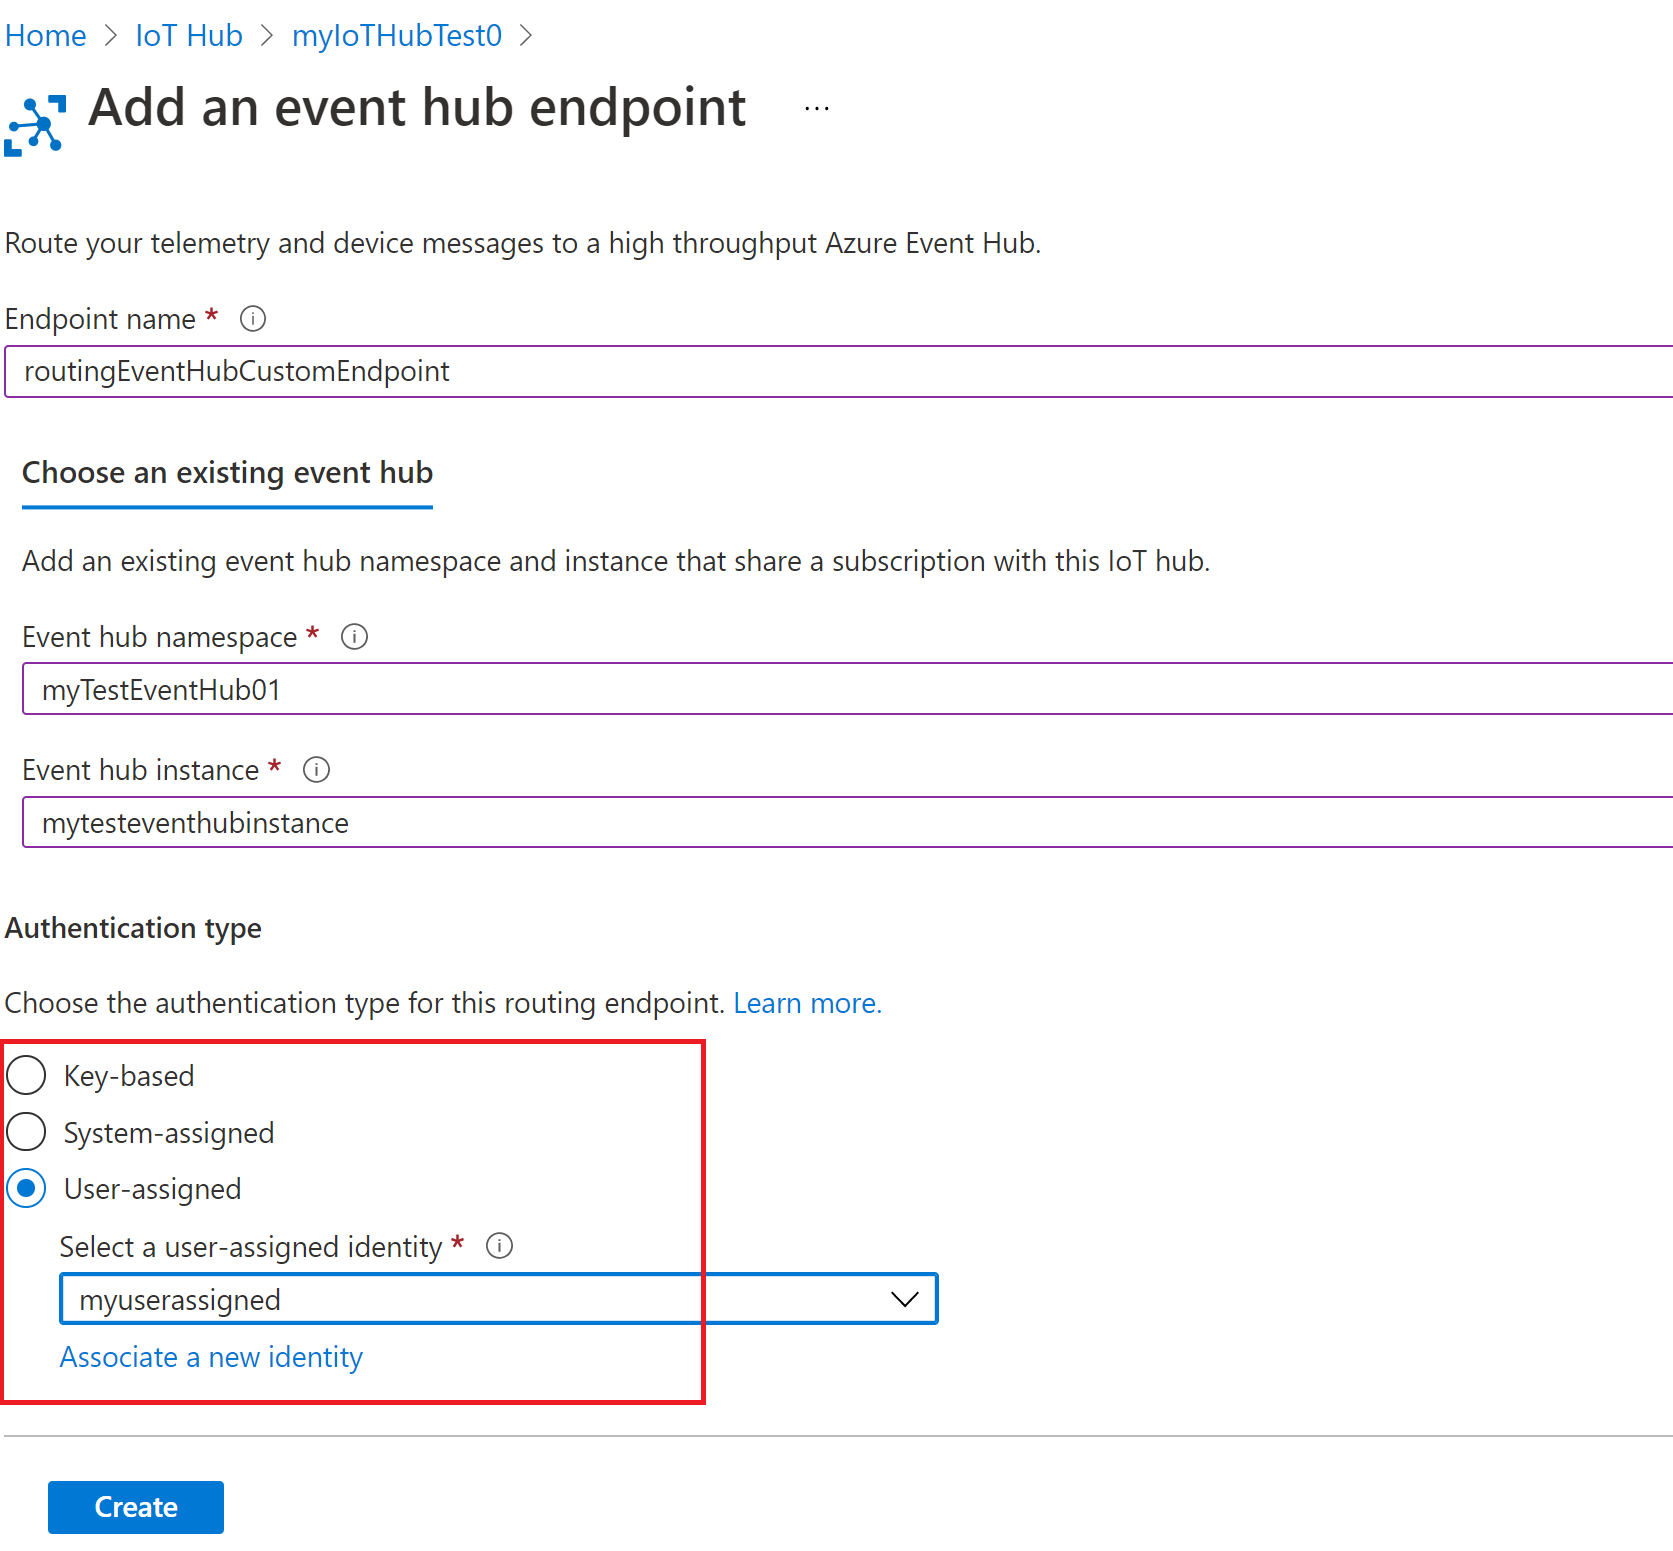 Home > IoT Hub > myIoTHubTest0 >
Add an event hub endpoint ...
Route your telemetry and device messages to a high throughput Azure Event Hub.
Endpoint name *
routingEventHubCustomEndpoint
Choose an existing event hub
Add an existing event hub namespace and instance that share a subscription with this IoT hub.
Event hub namespace *
myTestEventHub01
Event hub instance *
mytesteventhubinstance
Authentication type
Choose the authentication type for this routing endpoint. Learn more.
Key-based
System-assigned
User-assigned
Select a user-assigned identity *
myuserassigned
Associate a new identity
Create